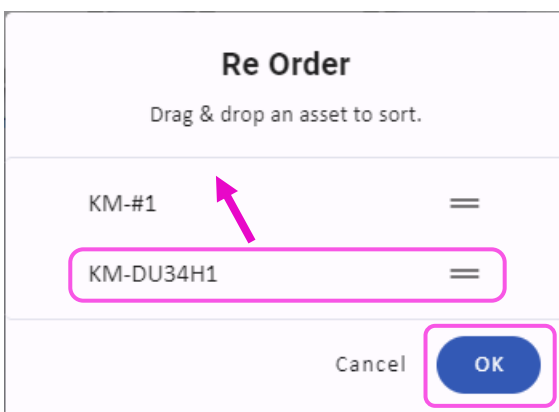 Re Order
Drag & drop an asset to sort.
KM-#1
KM-DU34H1
Cancel OK